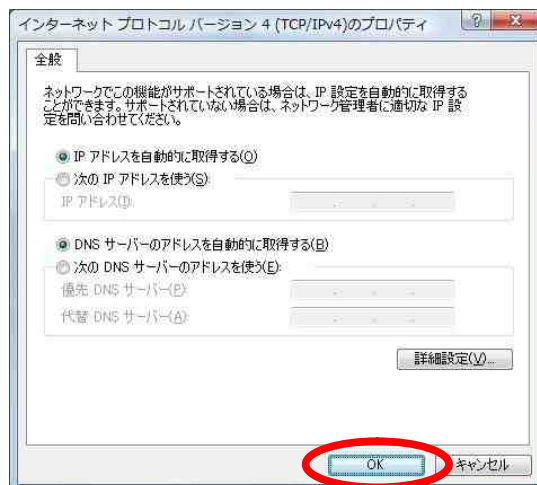 インターネット プロトコル バージョン 4 (TCP/IPv4)のプロパティ
全般
ネットワークでこの機能がサポートされている場合は、IP 設定を自動的に取得する
ことができます。サポートされていない場合は、ネットワーク管理者に適切な IP 設
定を問い合わせてください。
IP アドレスを自動的に取得する(O)
次の IP アドレスを使う(S):
IP アドレス(I):
DNS サーバーのアドレスを自動的に取得する(B)
次の DNS サーバーのアドレスを使う(E):
優先 DNS サーバー(P):
代替 DNS サーバー(A):
詳細設定(V)...
OK
キャンセル